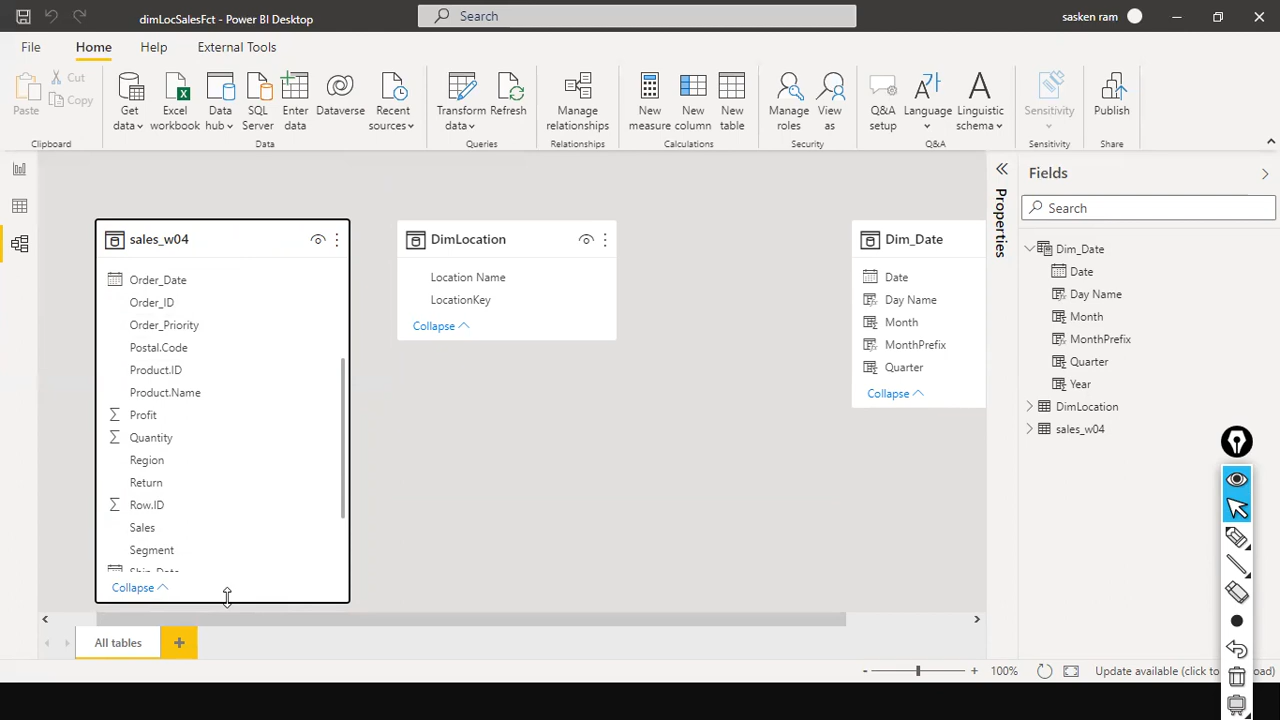 dimLocSalesFct - Power BI Desktop
Search
sasken ram
File
Home
Help
External Tools
Paste
Cut
Copy
Get data
Excel workbook
Data hub
SQL Server
Enter data
Dataverse
Recent sources
Transform data
Refresh
Manage relationships
New measure
New column
New table
Manage roles
View as
Q&A setup
Language
Linguistic schema
Sensitivity
Publish
Clipboard
Data
Queries
Relationships
Calculations
Security
Q&A
Sensitivity
Share
sales_w04
Order_Date
Order_ID
Order_Priority
Postal.Code
Product.ID
Product.Name
Profit
Quantity
Region
Return
Row.ID
Sales
Segment
Ship_Date
Collapse
DimLocation
Location Name
LocationKey
Collapse
Dim_Date
Date
Day Name
Month
MonthPrefix
Quarter
Collapse
Properties
Fields
Search
Dim_Date
Date
Day Name
Month
MonthPrefix
Quarter
Year
DimLocation
sales_w04
All tables
100%
Update available (click to
oad)